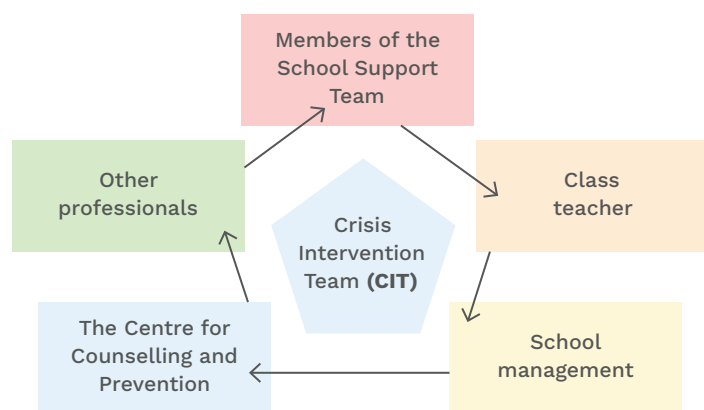 Members of the
School Support
Team
Other
professionals
Class
teacher
Crisis
Intervention
Team (CIT)
The Centre for
Counselling and
Prevention
School
management